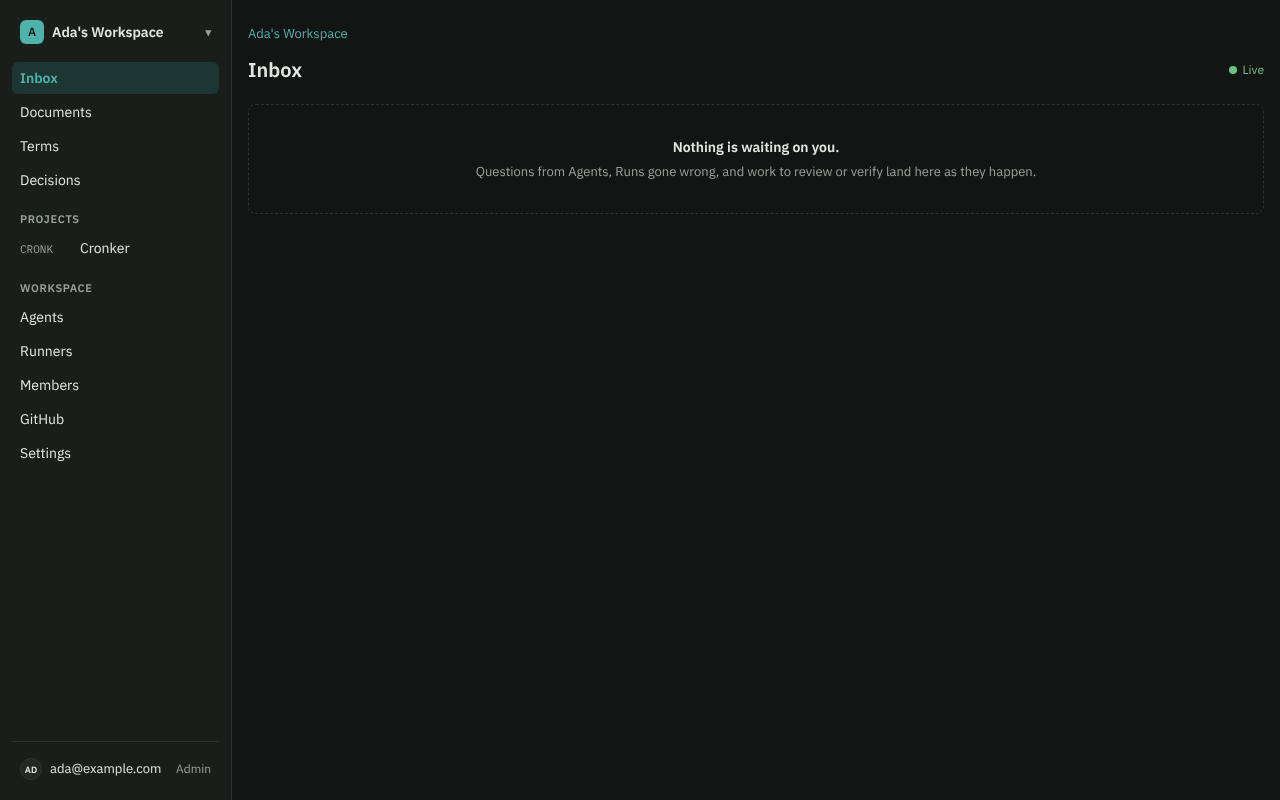 A Ada's Workspace ▾
Inbox
Documents
Terms
Decisions
PROJECTS
CRONK Cronker
WORKSPACE
Agents
Runners
Members
GitHub
Settings
AD ada@example.com Admin
Ada's Workspace
Inbox
Live
Nothing is waiting on you.
Questions from Agents, Runs gone wrong, and work to review or verify land here as they happen.